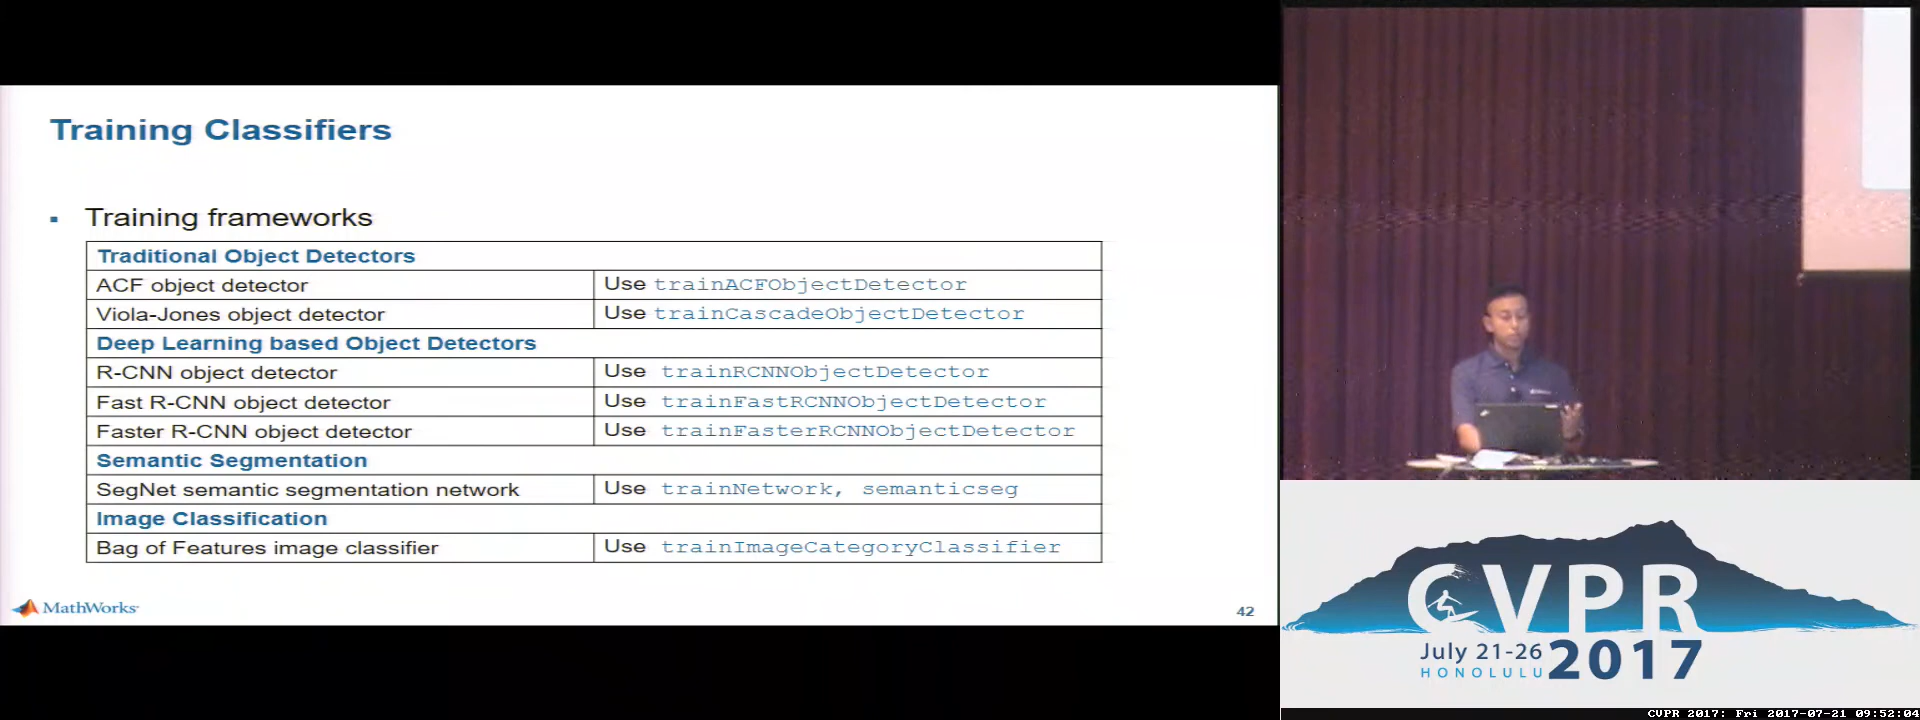 Training Classifiers
▪ Training frameworks
Traditional Object Detectors
ACF object detector Use trainACFObjectDetector
Viola-Jones object detector Use trainCascadeObjectDetector
Deep Learning based Object Detectors
R-CNN object detector Use trainRCNNObjectDetector
Fast R-CNN object detector Use trainFastRCNNObjectDetector
Faster R-CNN object detector Use trainFasterRCNNObjectDetector
Semantic Segmentation
SegNet semantic segmentation network Use trainNetwork, semanticseg
Image Classification
Bag of Features image classifier Use trainImageCategoryClassifier
MathWorks
42
CVPR
July 21-26
HONOLULU
2017
CVPR 2017: Fri 2017-07-21 09:52:04